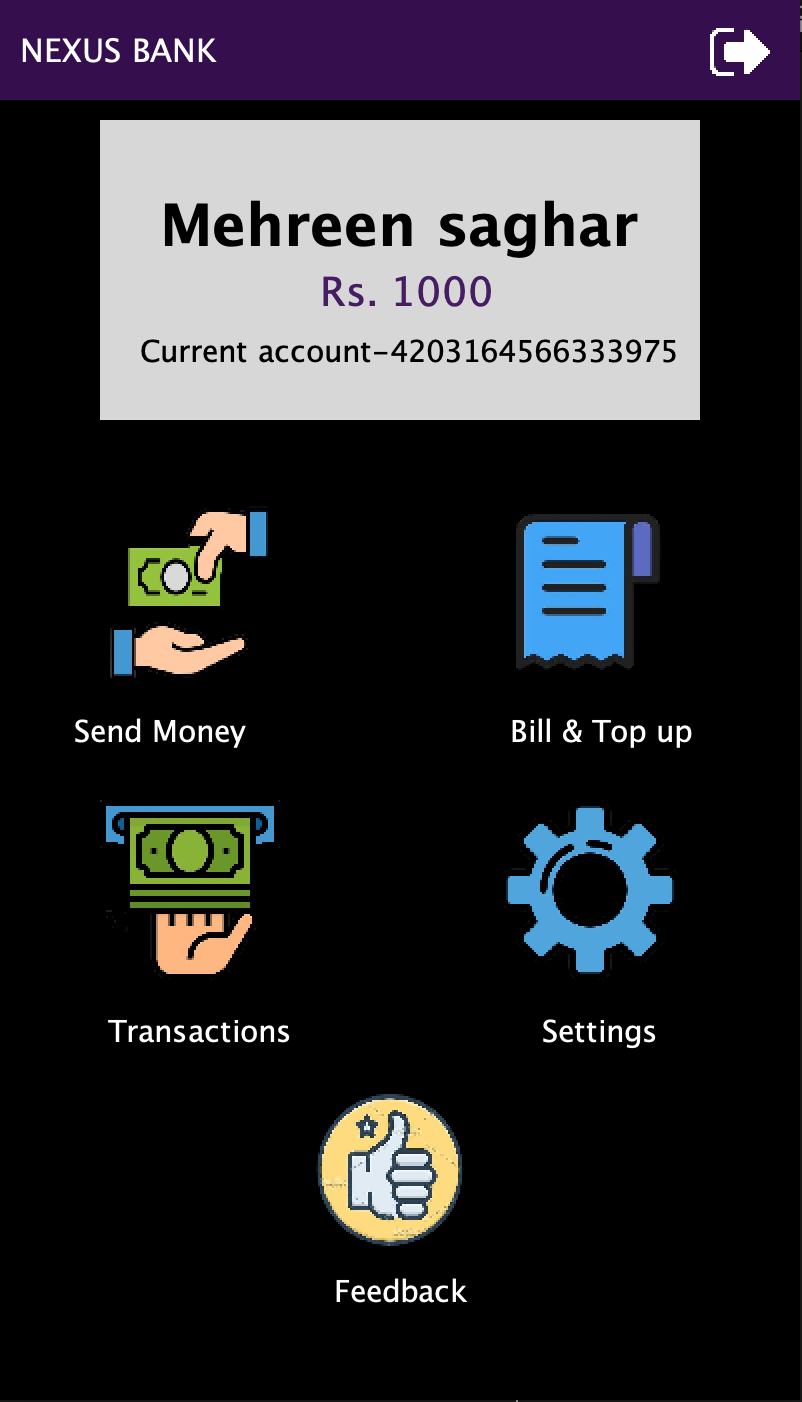 NEXUS BANK
Mehreen saghar
Rs. 1000
Current account-4203164566333975
Send Money
Bill & Top up
Transactions
Settings
Feedback